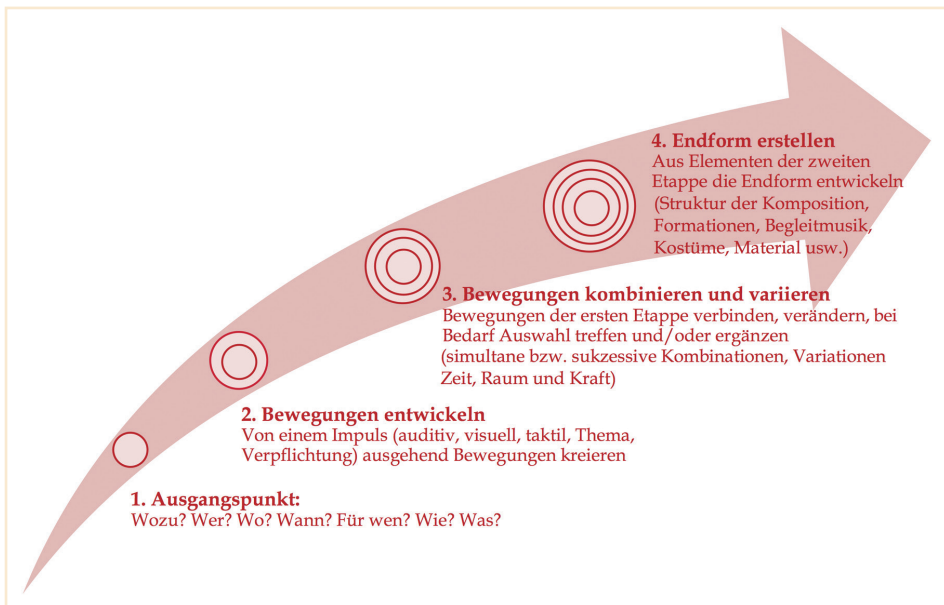 4. Endform erstellen
Aus Elementen der zweiten
Etappe die Endform entwickeln
(Struktur der Komposition,
Formationen, Begleitmusik,
Kostüme, Material usw.)
3. Bewegungen kombinieren und variieren
Bewegungen der ersten Etappe verbinden, verändern, bei
Bedarf Auswahl treffen und/oder ergänzen
(simultane bzw. sukzessive Kombinationen, Variationen
Zeit, Raum und Kraft)
2. Bewegungen entwickeln
Von einem Impuls (auditiv, visuell, taktil, Thema,
Verpflichtung) ausgehend Bewegungen kreieren
1. Ausgangspunkt:
Wozu? Wer? Wo? Wann? Für wen? Wie? Was?